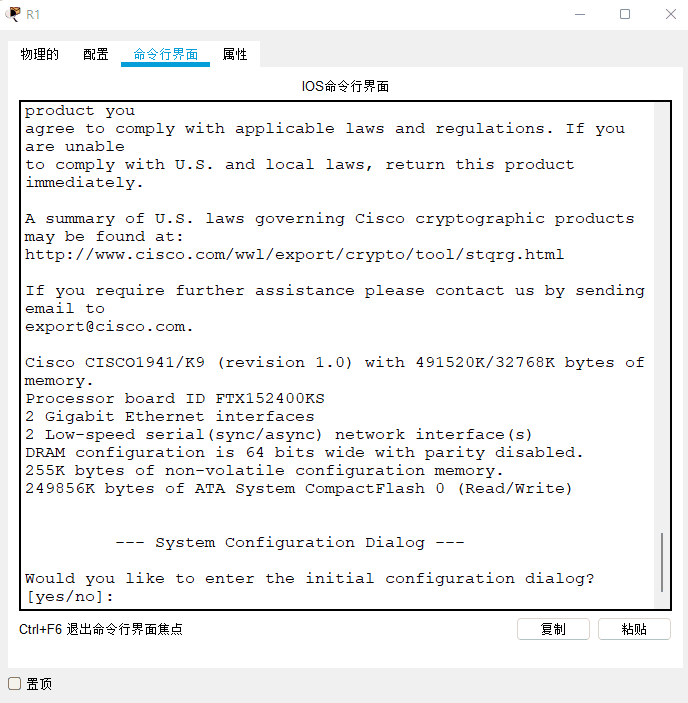 R1
物理的 配置 命令行界面 属性
IOS命令行界面
product you
agree to comply with applicable laws and regulations. If you
are unable
to comply with U.S. and local laws, return this product
immediately.
A summary of U.S. laws governing Cisco cryptographic products
may be found at:
http://www.cisco.com/wwl/export/crypto/tool/stqrg.html
If you require further assistance please contact us by sending
email to
export@cisco.com.
Cisco CISCO1941/K9 (revision 1.0) with 491520K/32768K bytes of
memory.
Processor board ID FTX152400KS
2 Gigabit Ethernet interfaces
2 Low-speed serial(sync/async) network interface(s)
DRAM configuration is 64 bits wide with parity disabled.
255K bytes of non-volatile configuration memory.
249856K bytes of ATA System CompactFlash 0 (Read/Write)
--- System Configuration Dialog ---
Would you like to enter the initial configuration dialog?
[yes/no]:
Ctrl+F6 退出命令行界面焦点 复制 粘贴
置顶